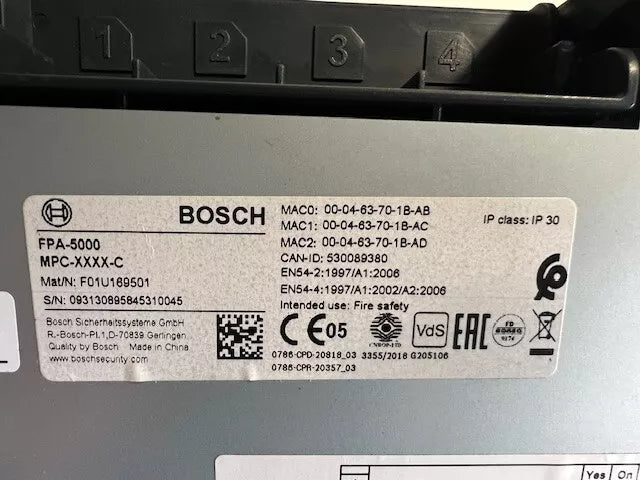 1 2 3 4
BOSCH
FPA-5000
MPC-XXXX-C
Mat/N: F01U169501
S/N: 093130895845310045
Bosch Sicherheitssysteme GmbH
R.-Bosch-Pl.1,D-70839 Gerlingen
Quality by Bosch Made in China
www.boschsecurity.com
MAC0: 00-04-63-70-1B-AB
MAC1: 00-04-63-70-1B-AC
MAC2: 00-04-63-70-1B-AD
CAN-ID: 530089380
EN54-2:1997/A1:2006
EN54-4:1997/A1:2002/A2:2006
Intended use: Fire safety
IP class: IP 30
CE05
CNBOP-PIB
VdS
EAC
0786-CPD-20818_03 3355/2018 G205106
0786-CPR-20357_03
Yes On